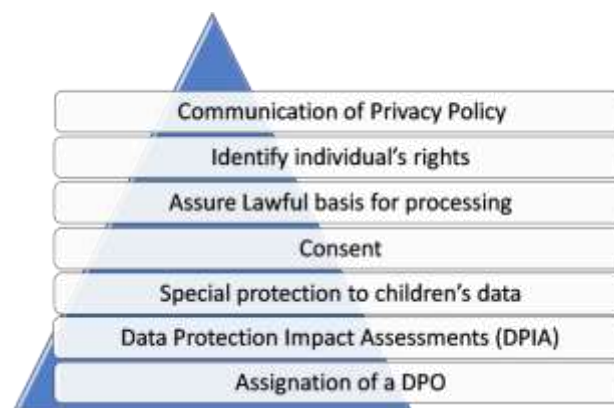 Communication of Privacy Policy
Identify individual's rights
Assure Lawful basis for processing
Consent
Special protection to children's data
Data Protection Impact Assessments (DPIA)
Assignation of a DPO